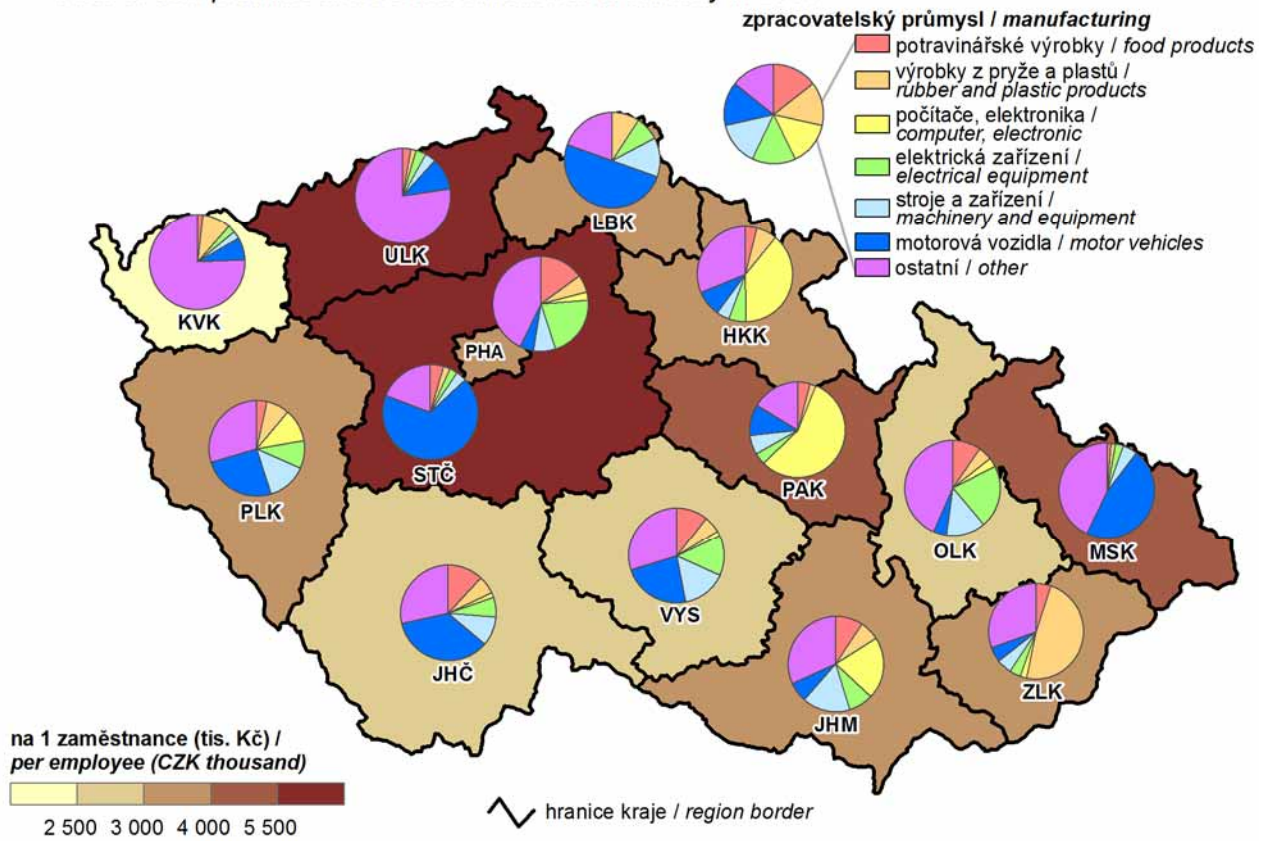 zpracovatelský průmysl / manufacturing
potravinářské výrobky / food products
výrobky z pryže a plastů /
rubber and plastic products
počítače, elektronika /
computer, electronic
elektrická zařízení /
electrical equipment
stroje a zařízení /
machinery and equipment
motorová vozidla / motor vehicles
ostatní / other
LBK
ULK
KVK
HKK
PHA
STČ
PLK
PAK
OLK
MSK
VYS
JHČ
ZLK
JHM
na 1 zaměstnance (tis. Kč) /
per employee (CZK thousand)
2 500 3 000 4 000 5 500
hranice kraje / region border